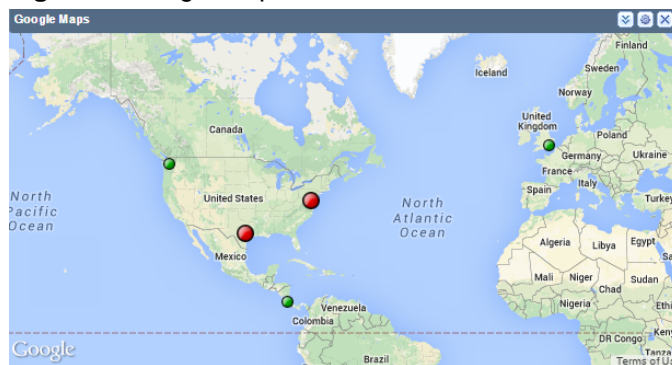 Google Maps
Finland
Iceland
Sweden
Norway
Canada
United
Kingdom
Poland
Germany
Ukraine
France
North
Pacific
Ocean
United States
North
Atlantic
Ocean
Spain
Italy
Turkey
Mexico
Algeria
Libya
Egypt
Mali
Niger
Chad
Sudan
Venezuela
Nigeria
Colombia
DR Congo
Brazil
Google
Terms of U